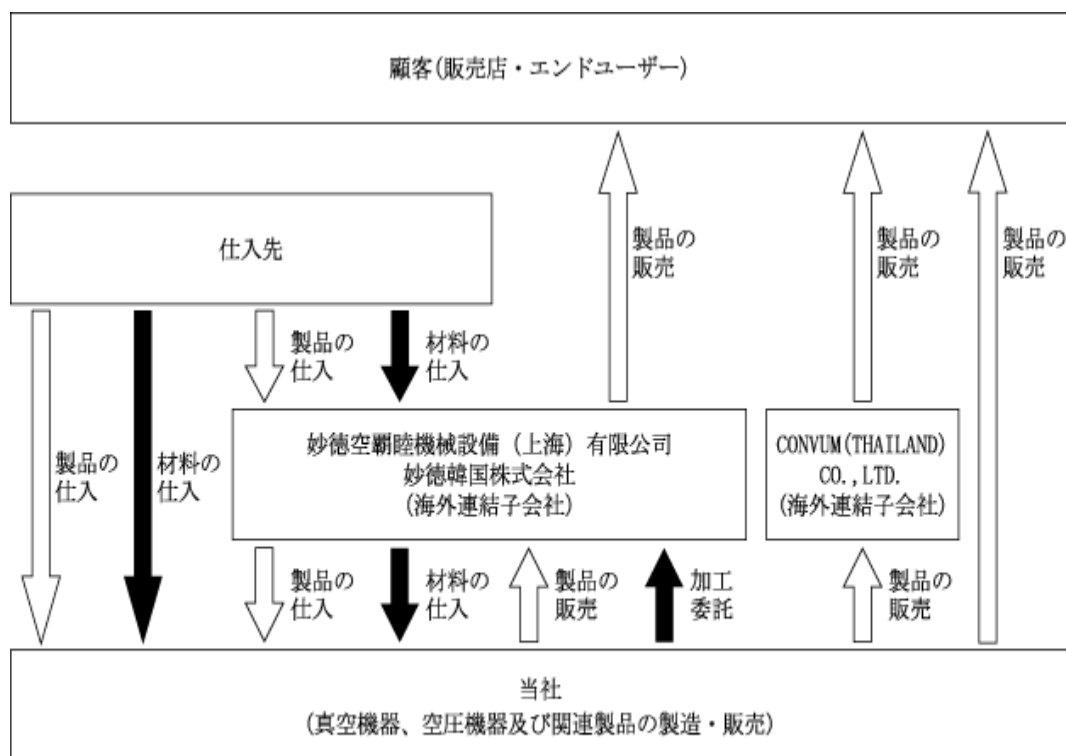 顧客(販売店・エンドユーザー)
仕入先
製品の
販売
製品の
販売
製品の
販売
製品の
仕入
材料の
仕入
製品の
仕入
材料の
仕入
妙徳空覇睦機械設備（上海）有限公司
妙徳韓国株式会社
(海外連結子会社)
CONVUM(THAILAND)
CO.,LTD.
(海外連結子会社)
製品の
仕入
材料の
仕入
製品の
販売
加工
委託
製品の
販売
当社
(真空機器、空圧機器及び関連製品の製造・販売)